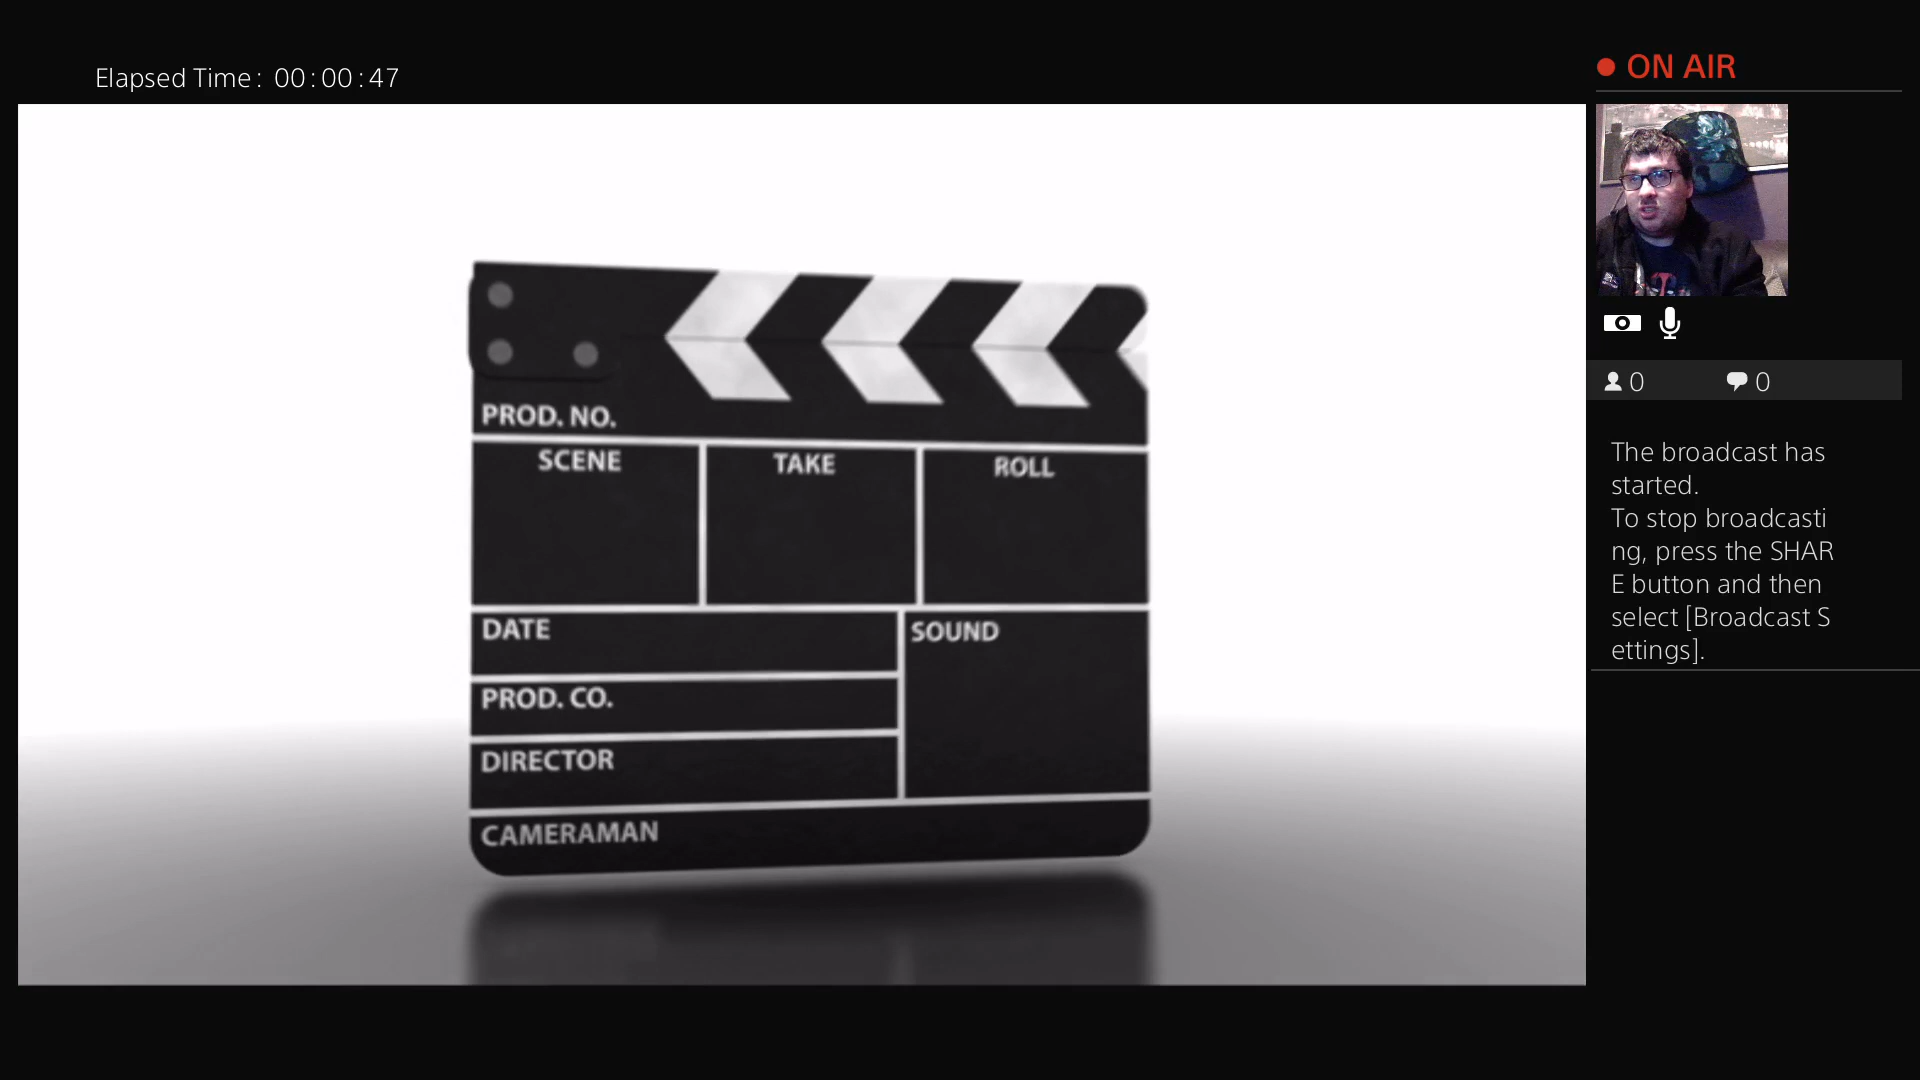 Elapsed Time: 00:00:47
ON AIR
PROD. NO.
SCENE
TAKE
ROLL
DATE
SOUND
PROD. CO.
DIRECTOR
CAMERAMAN
0
0
The broadcast has
started.
To stop broadcasti
ng, press the SHAR
E button and then
select [Broadcast S
ettings].